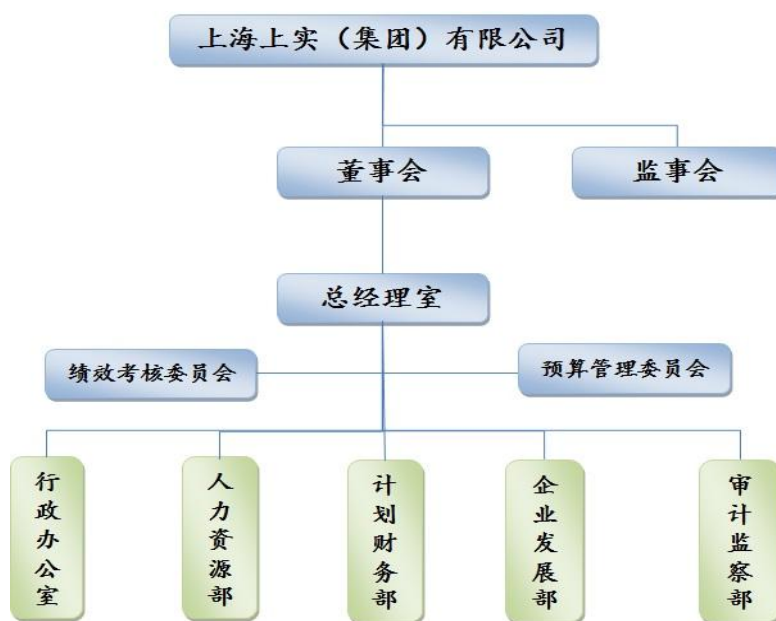 上海上实（集团）有限公司
董事会
监事会
总经理室
绩效考核委员会
预算管理委员会
行政办公室
人力资源部
计划财务部
企业发展部
审计监察部